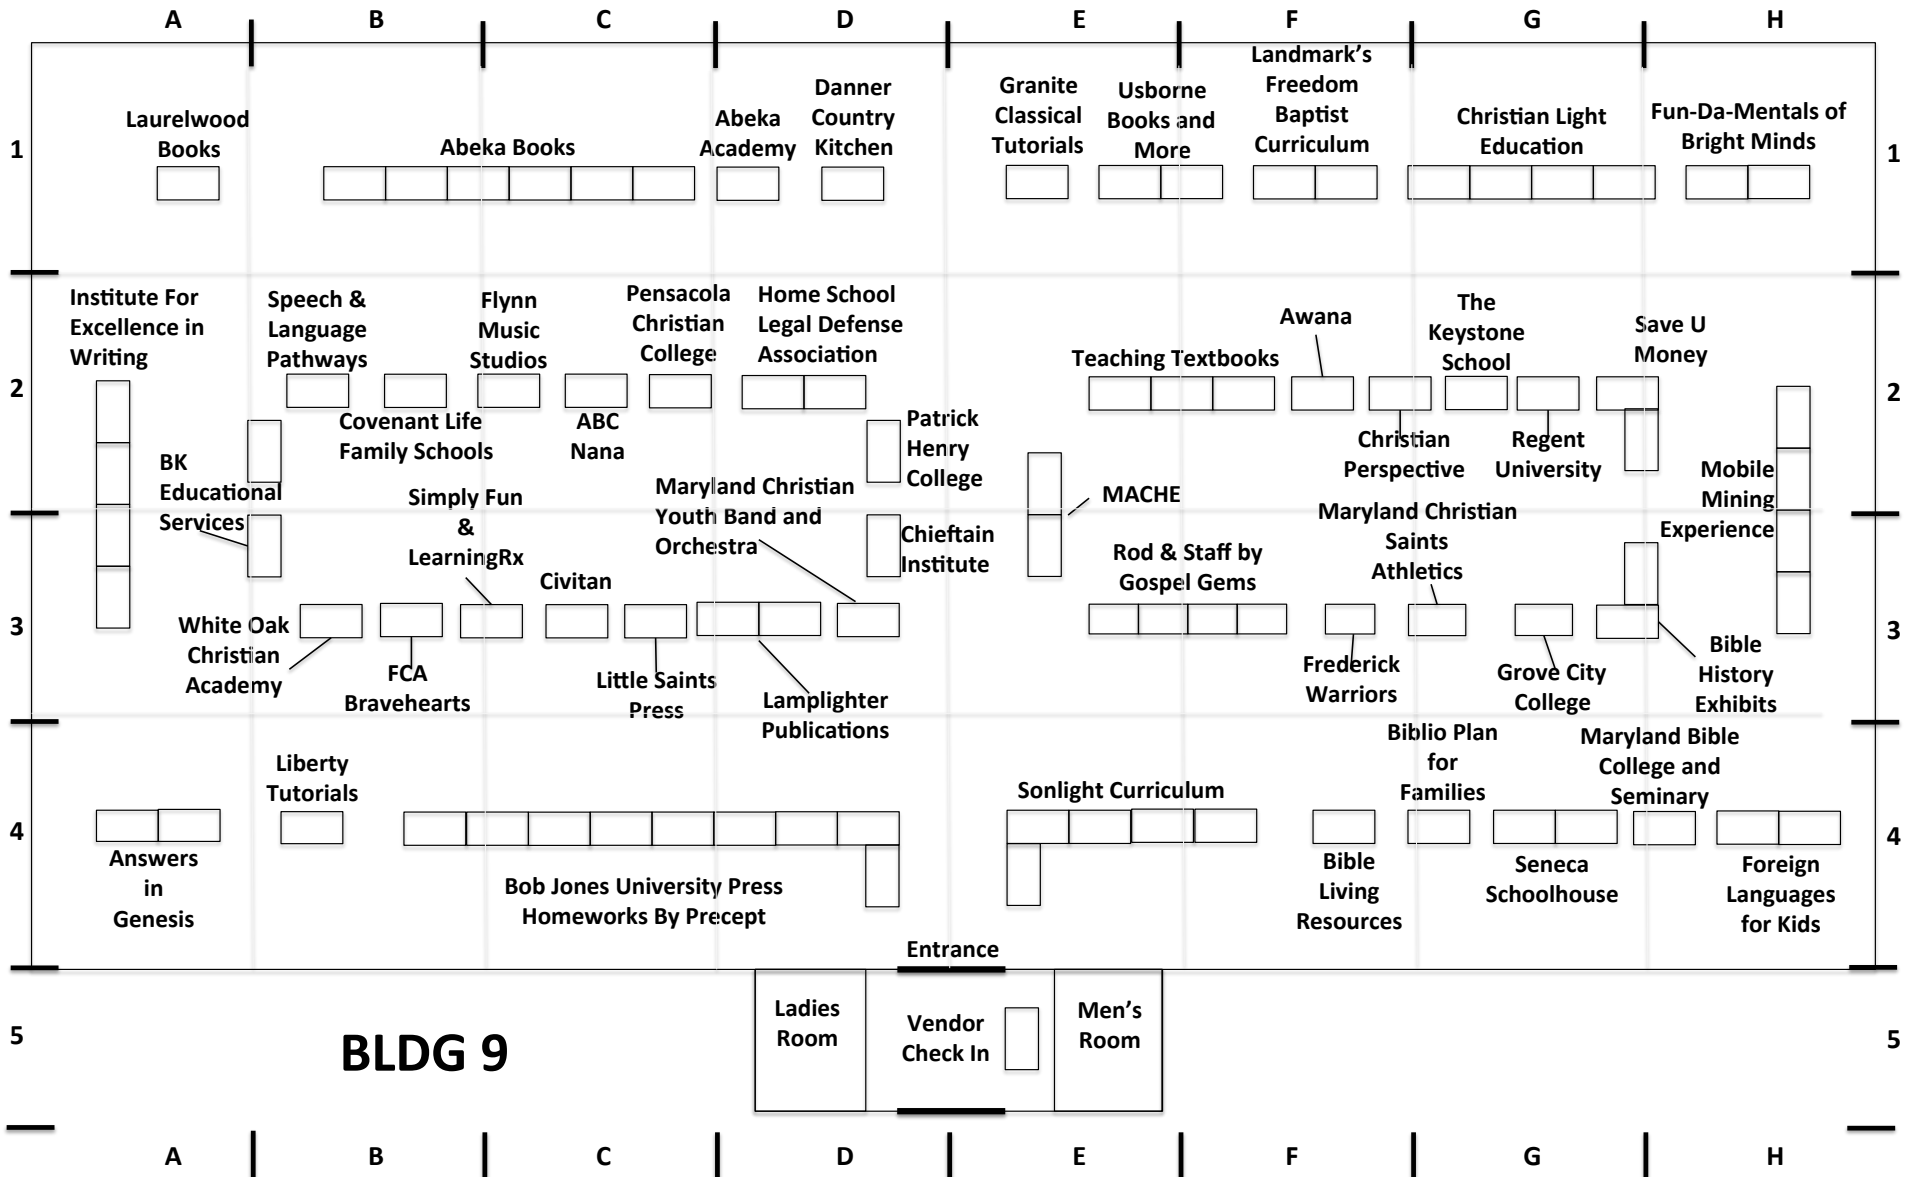 A B C D E F G H
1
Laurelwood
Books
Abeka Books
Abeka
Academy
Danner
Country
Kitchen
Granite
Classical
Tutorials
Usborne
Books and
More
Landmark’s
Freedom
Baptist
Curriculum
Christian Light
Education
Fun-Da-Mentals of
Bright Minds
1
2
Institute For
Excellence in
Writing
Speech &
Language
Pathways
Flynn
Music
Studios
Pensacola
Christian
College
Home School
Legal Defense
Association
Teaching Textbooks
Awana
The
Keystone
School
Save U
Money
2
BK
Educational
Services
Covenant Life
Family Schools
ABC
Nana
Patrick
Henry
College
Christian
Perspective
Regent
University
Mobile
Mining
Experience
Simply Fun
&
LearningRx
Maryland Christian
Youth Band and
Orchestra
MACHE
Maryland Christian
Saints
Athletics
3
Civitan
Chieftain
Institute
Rod & Staff by
Gospel Gems
3
White Oak
Christian
Academy
FCA
Bravehearts
Little Saints
Press
Lamplighter
Publications
Frederick
Warriors
Grove City
College
Bible
History
Exhibits
4
Liberty
Tutorials
Sonlight Curriculum
Biblio Plan
for
Families
Maryland Bible
College and
Seminary
4
Answers
in
Genesis
Bob Jones University Press
Homeworks By Precept
Bible
Living
Resources
Seneca
Schoolhouse
Foreign
Languages
for Kids
Entrance
5
BLDG 9
Ladies
Room
Vendor
Check In
Men’s
Room
5
A B C D E F G H